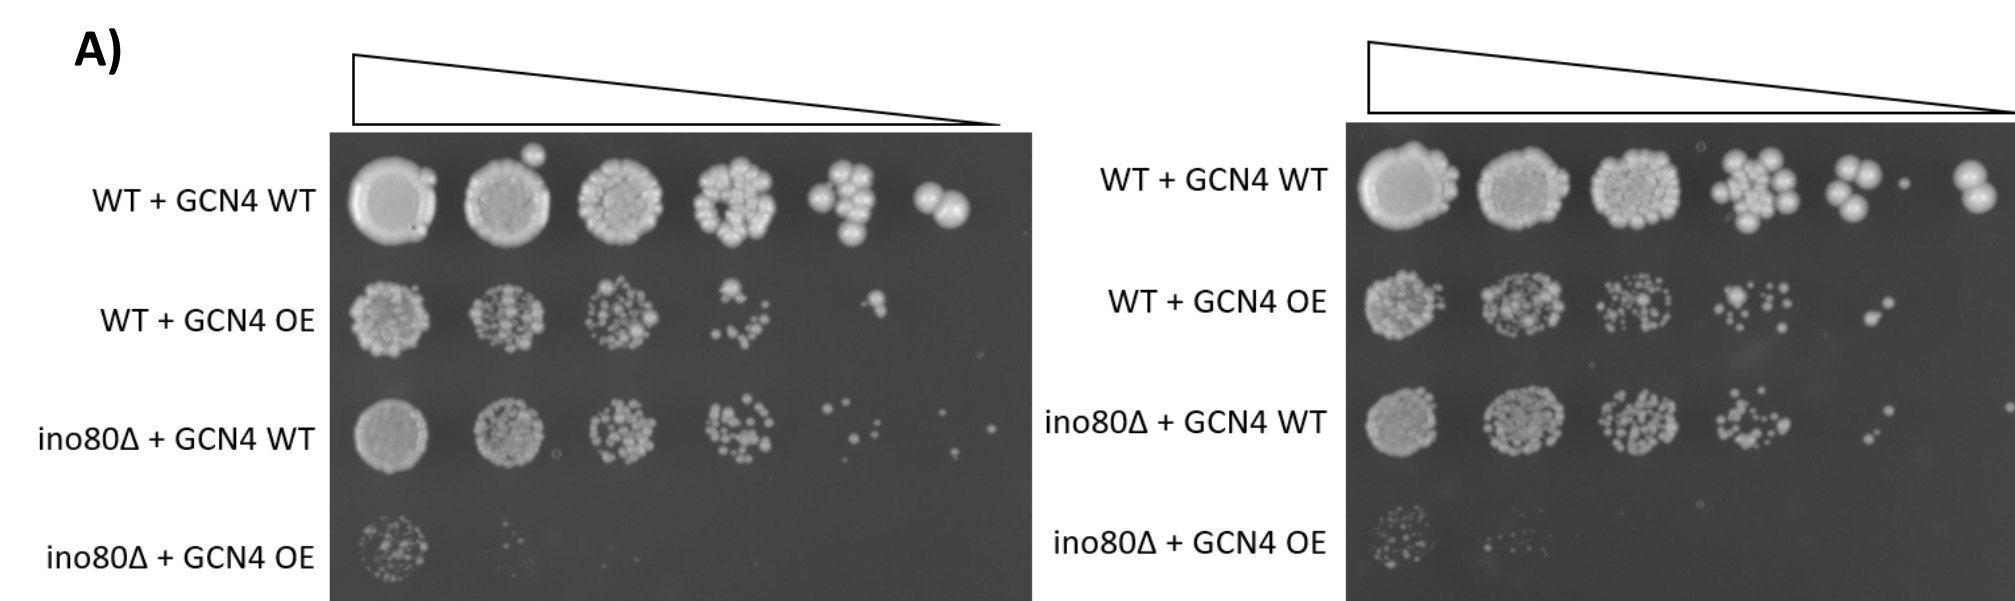 A)
WT + GCN4 WT
WT + GCN4 OE
ino80Δ + GCN4 WT
ino80Δ + GCN4 OE
WT + GCN4 WT
WT + GCN4 OE
ino80Δ + GCN4 WT
ino80Δ + GCN4 OE